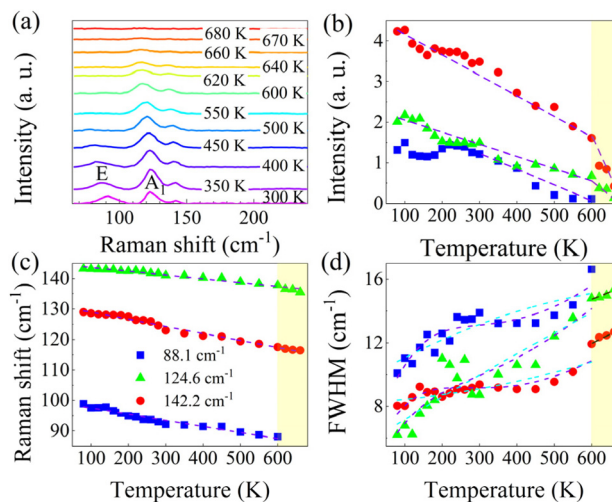 (a)
680 K
670 K
660 K
640 K
620 K
600 K
550 K
500 K
450 K
400 K
E
350 K
A1
300 K
100 150 200
Raman shift (cm-1)
Intensity (a. u.)
(b)
4
3
2
1
0
100 200 300 400 500 600
Temperature (K)
Intensity (a. u.)
(c)
140
130
120
110
100
90
88.1 cm-1
124.6 cm-1
142.2 cm-1
100 200 300 400 500 600
Temperature (K)
Raman shift (cm-1)
(d)
16
12
8
100 200 300 400 500 600
Temperature (K)
FWHM (cm-1)